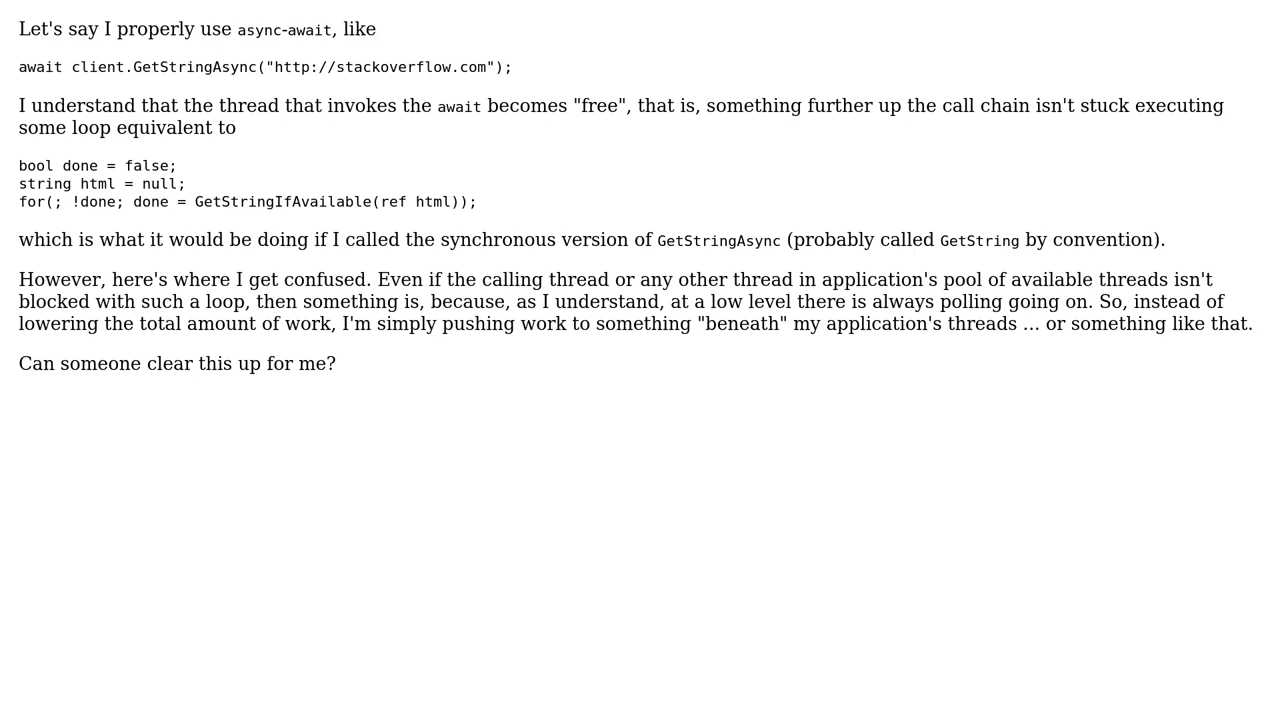 Let's say I properly use async-await, like
await client.GetStringAsync("http://stackoverflow.com");
I understand that the thread that invokes the await becomes "free", that is, something further up the call chain isn't stuck executing
some loop equivalent to
bool done = false;
string html = null;
for(; !done; done = GetStringIfAvailable(ref html));
which is what it would be doing if I called the synchronous version of GetStringAsync (probably called GetString by convention).
However, here's where I get confused. Even if the calling thread or any other thread in application's pool of available threads isn't
blocked with such a loop, then something is, because, as I understand, at a low level there is always polling going on. So, instead of
lowering the total amount of work, I'm simply pushing work to something "beneath" my application's threads ... or something like that.
Can someone clear this up for me?